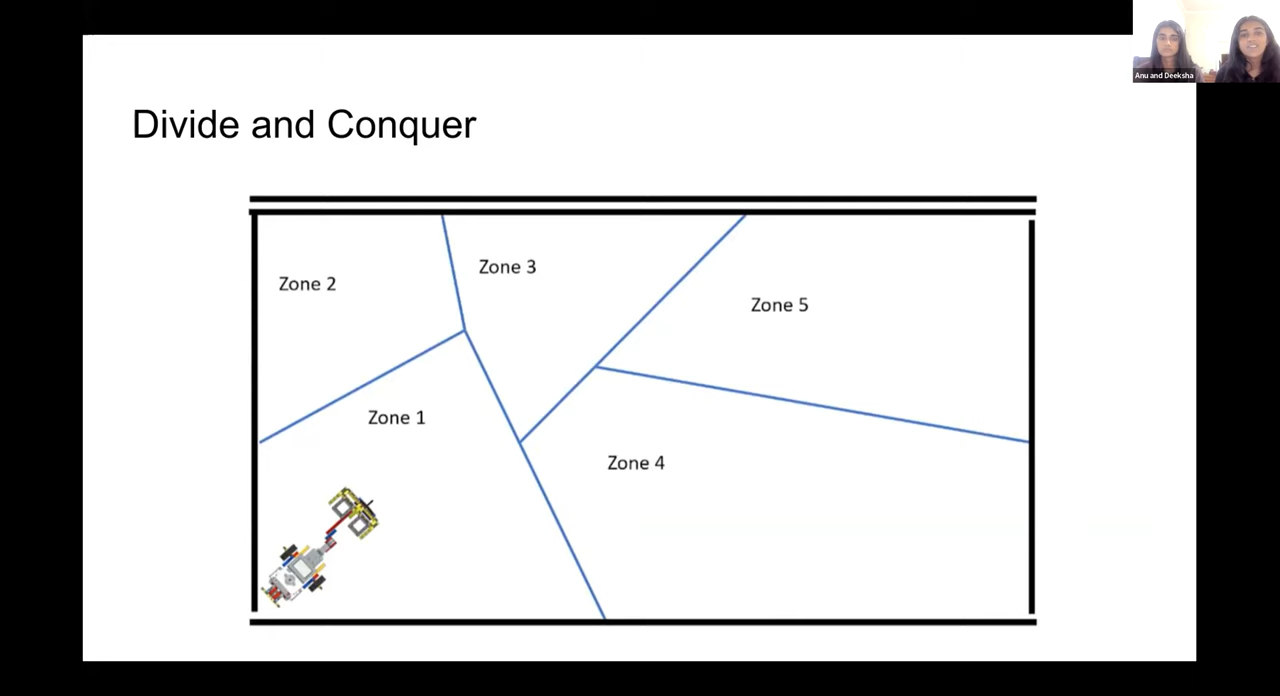 Anu and Deeksha
Divide and Conquer
Zone 2
Zone 3
Zone 5
Zone 1
Zone 4